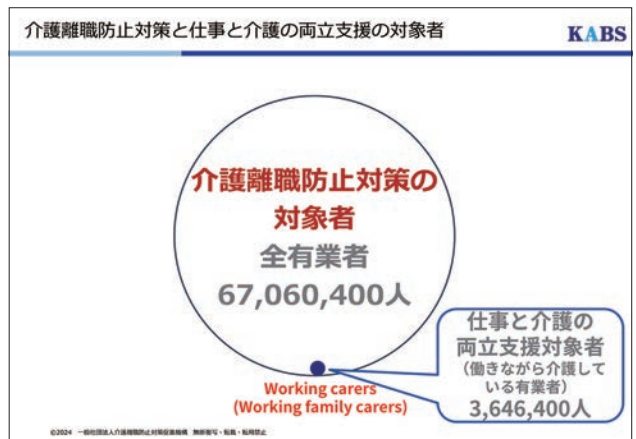 介護離職防止対策と仕事と介護の両立支援の対象者
KABS
介護離職防止対策の
対象者
全有業者
67,060,400人
仕事と介護の
両立支援対象者
（働きながら介護して
いる有業者）
3,646,400人
Working carers
(Working family carers)
©2024 一般社団法人介護離職防止対策促進機構 無断複写・転載・転用禁止